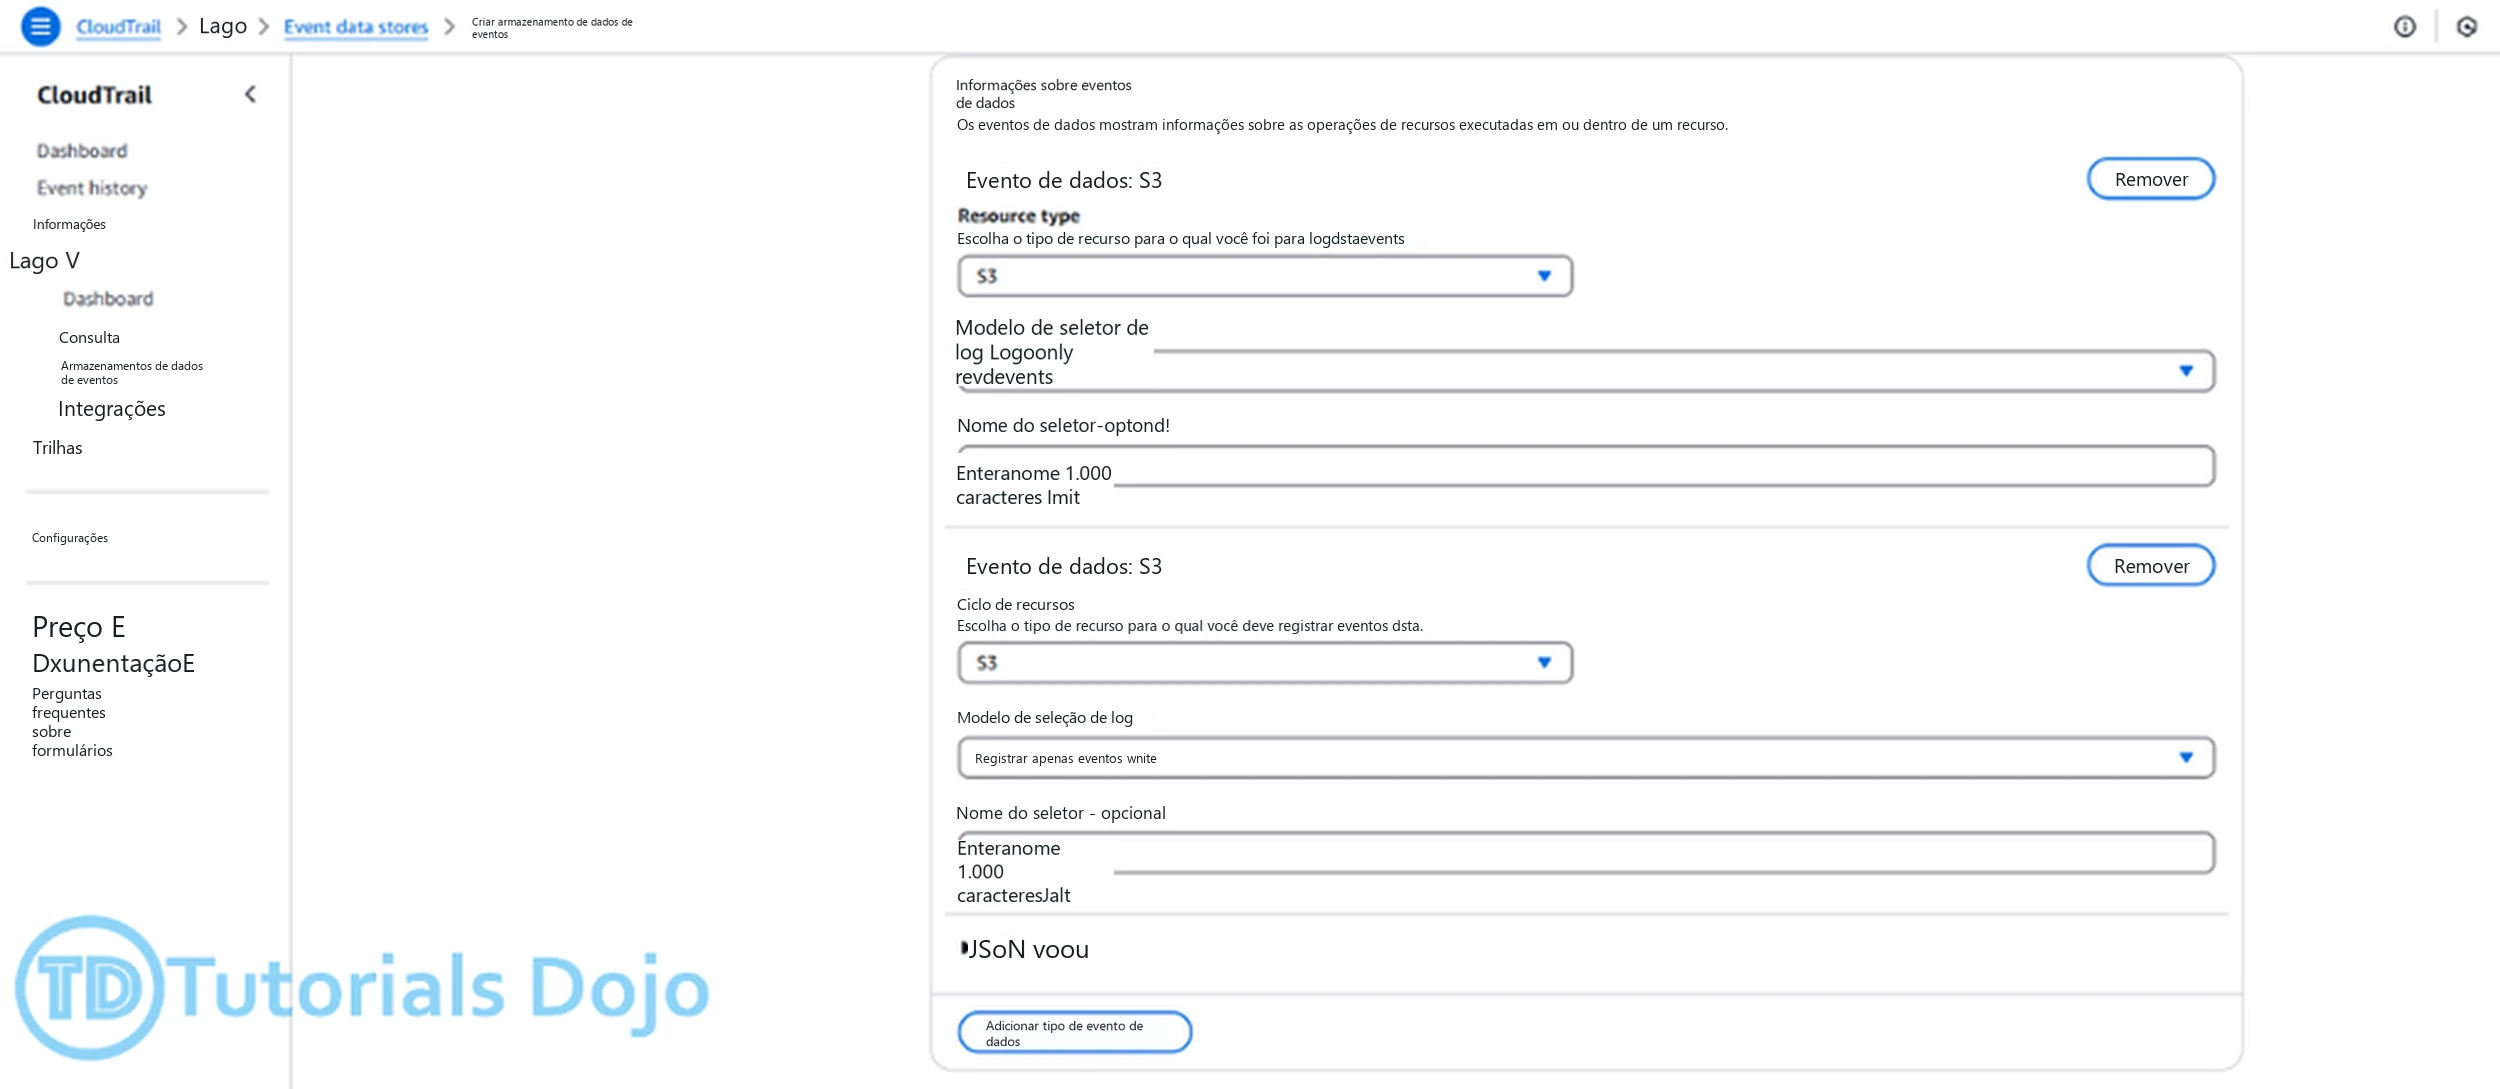 CloudTrail > Lago > Event data stores > Criar armazenamento de dados de
eventos
CloudTrail
Dashboard
Event history
Informações
Lago V
Dashboard
Consulta
Armazenamentos de dados
de eventos
Integrações
Trilhas
Configurações
Preço E
DxunentaçãoE
Perguntas
frequentes
sobre
formulários
Informações sobre eventos
de dados
Os eventos de dados mostram informações sobre as operações de recursos executadas em ou dentro de um recurso.
Evento de dados: S3
Remover
Resource type
Escolha o tipo de recurso para o qual você foi para logdstaevents
S3
Modelo de seletor de
log Logoonly
revdevents
Nome do seletor-optond!
Enteranome 1.000
caracteres Imit
Evento de dados: S3
Remover
Ciclo de recursos
Escolha o tipo de recurso para o qual você deve registrar eventos dsta.
S3
Modelo de seleção de log
Registrar apenas eventos wnite
Nome do seletor - opcional
Enteranome
1.000
caracteresJalt
JSoN voou
Adicionar tipo de evento de
dados
TD Tutorials Dojo